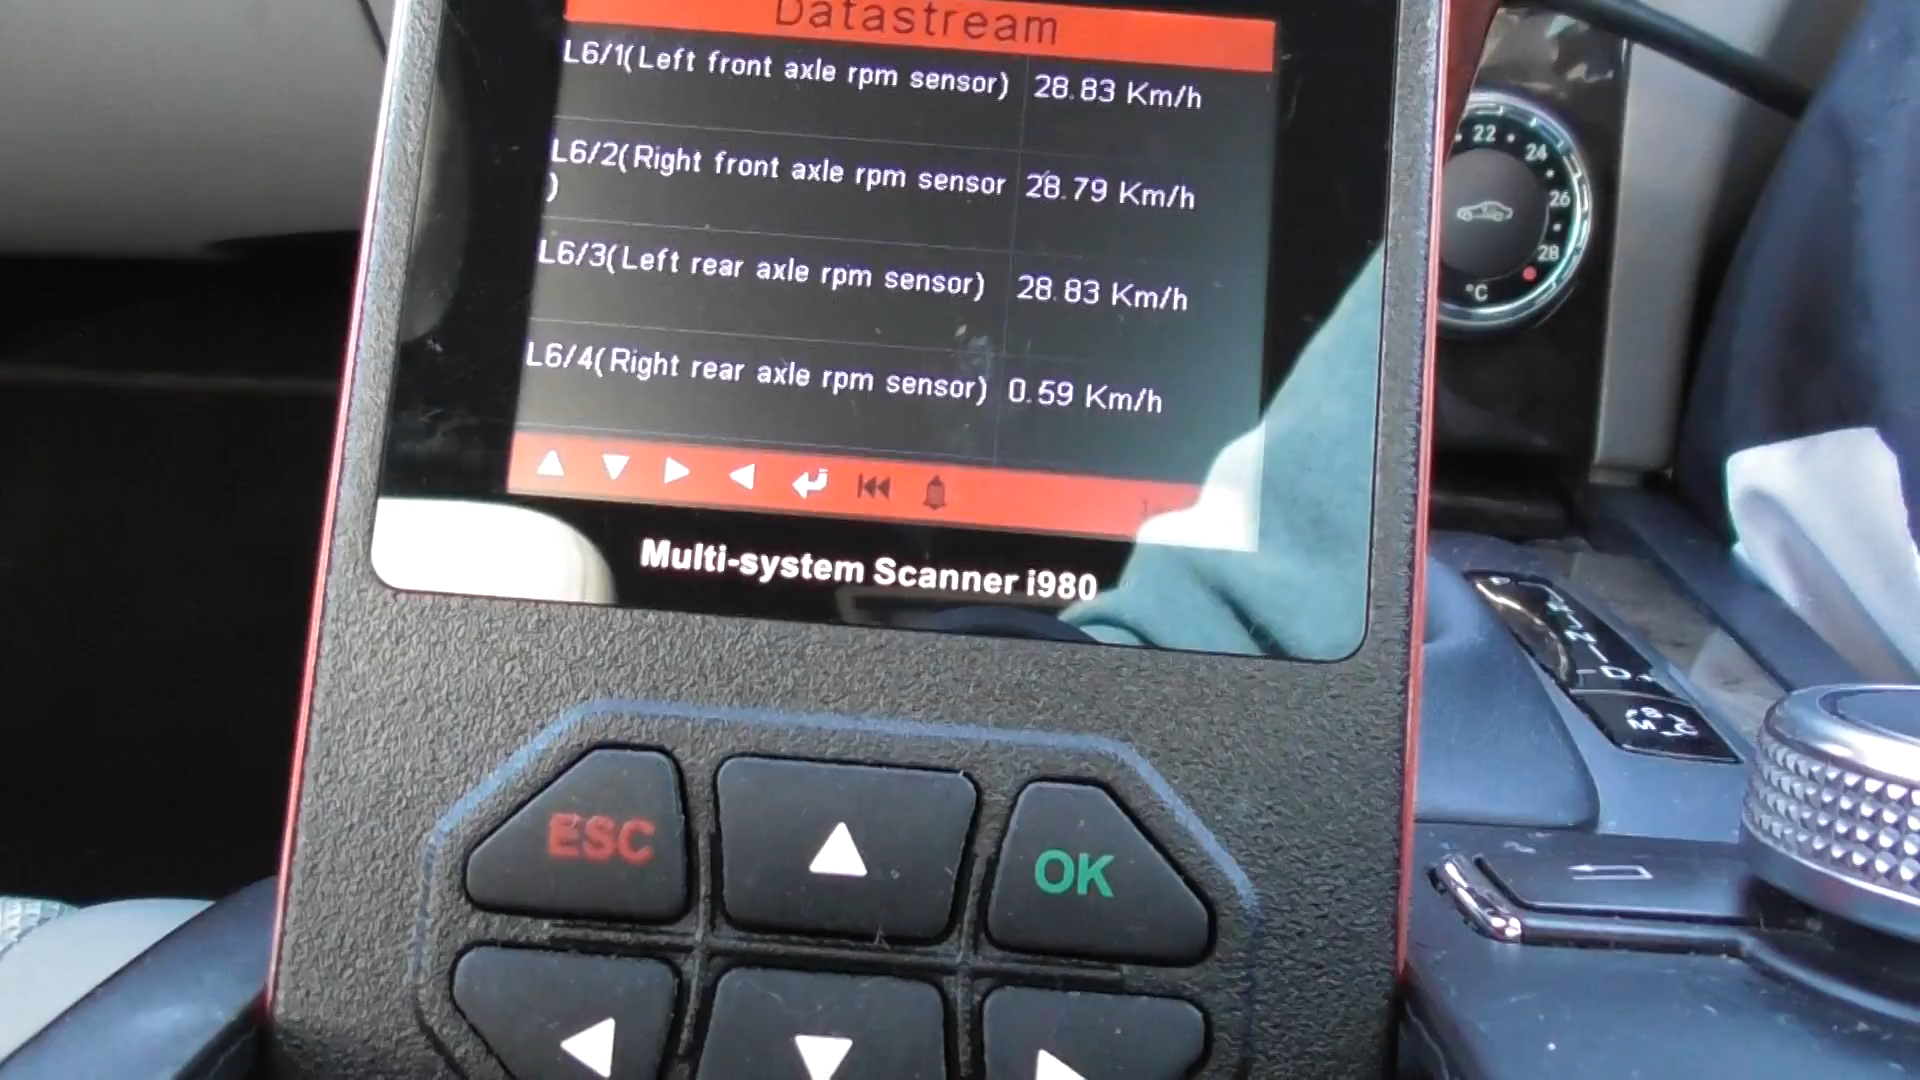 Datastream
L6/1(Left front axle rpm sensor) 28.83 Km/h
L6/2(Right front axle rpm sensor 28.79 Km/h
)
L6/3(Left rear axle rpm sensor) 28.83 Km/h
L6/4(Right rear axle rpm sensor) 0.59 Km/h
Multi-system Scanner i980
ESC
OK
22
24
26
28
°C
N
D
S
M C